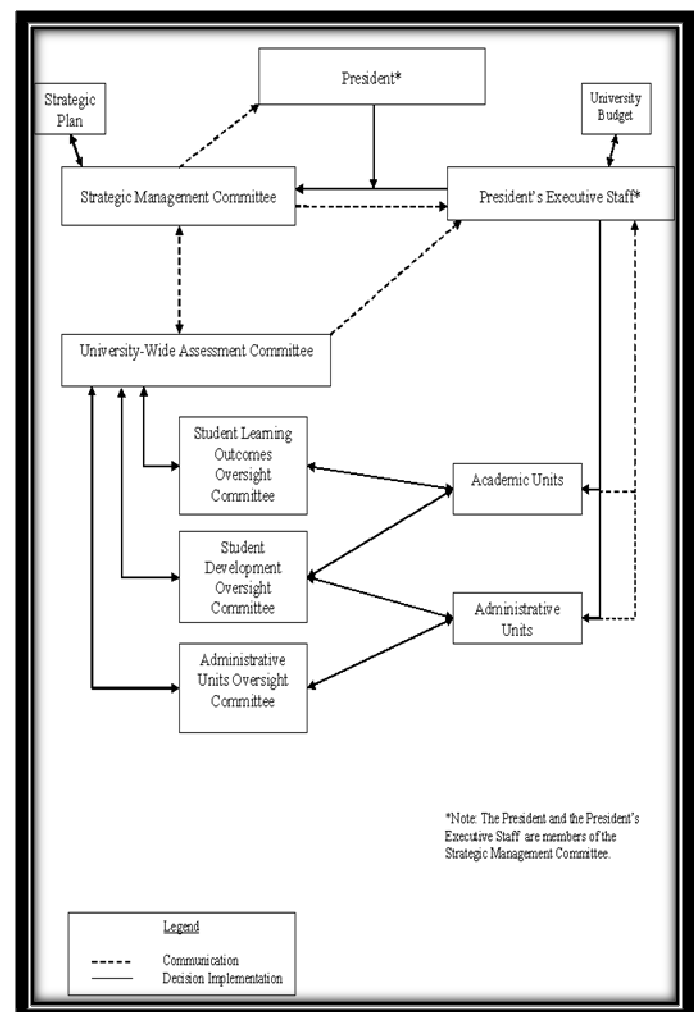 President*
Strategic
Plan
University
Budget
Strategic Management Committee
President's Executive Staff*
University-Wide Assessment Committee
Student Learning
Outcomes
Oversight
Committee
Academic Units
Student
Development
Oversight
Committee
Administrative
Units
Administrative
Units Oversight
Committee
*Note: The President and the President's
Executive Staff are members of the
Strategic Management Committee.
Legend
Communication
Decision Implementation